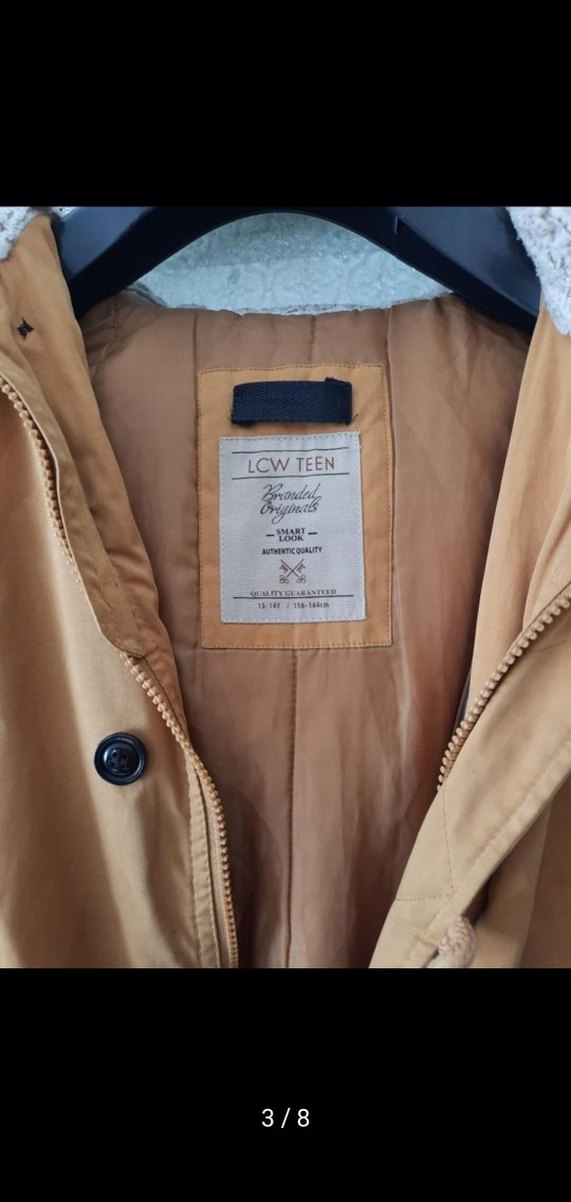 LCW TEEN
Branded
Originals
SMART
LOOK
AUTHENTIC QUALITY
QUALITY GUARANTEED
13-14Y / 158-164cm
3 / 8